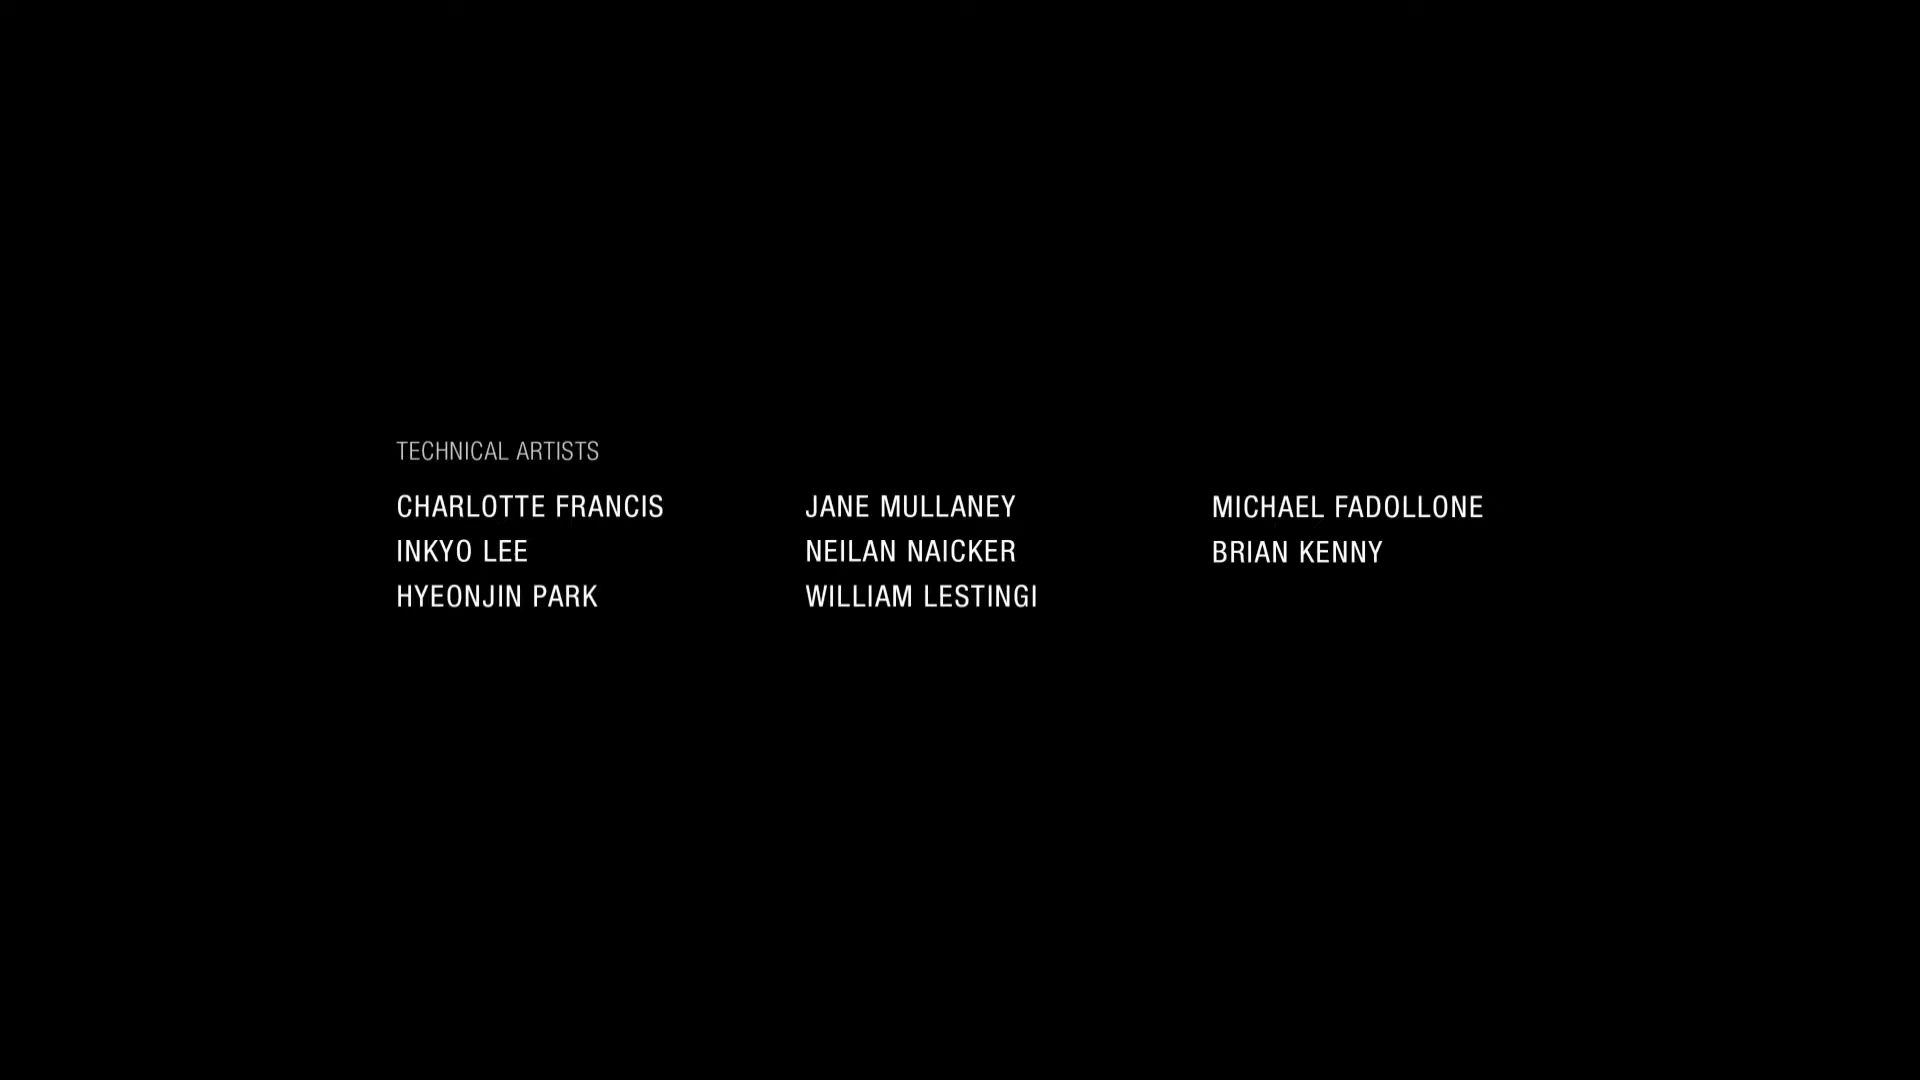 TECHNICAL ARTISTS
CHARLOTTE FRANCIS
INKYO LEE
HYEONJIN PARK
JANE MULLANEY
NEILAN NAICKER
WILLIAM LESTINGI
MICHAEL FADOLLONE
BRIAN KENNY